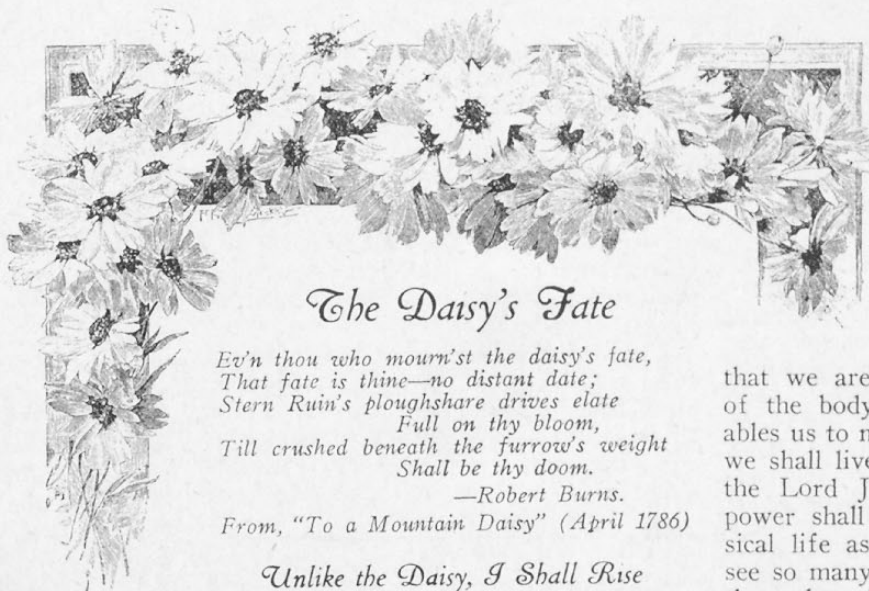 The Daisy's Fate
Ev'n thou who mourn'st the daisy's fate,
That fate is thine—no distant date;
Stern Ruin's ploughshare drives elate
Full on thy bloom,
Till crushed beneath the furrow's weight
Shall be thy doom.
—Robert Burns.
From, "To a Mountain Daisy" (April 1786)
Unlike the Daisy, I Shall Rise
that we are
of the body
ables us to
we shall live
the Lord J
power shall
sical life as
see so many